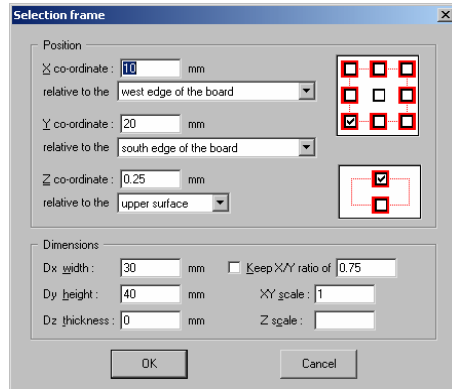 Selection frame
Position
X co-ordinate : 10 mm
relative to the west edge of the board
Y co-ordinate : 20 mm
relative to the south edge of the board
Z co-ordinate : 0.25 mm
relative to the upper surface
Dimensions
Dx width : 30 mm Keep X/Y ratio of 0.75
Dy height : 40 mm XY scale : 1
Dz thickness : 0 mm Z scale :
OK Cancel